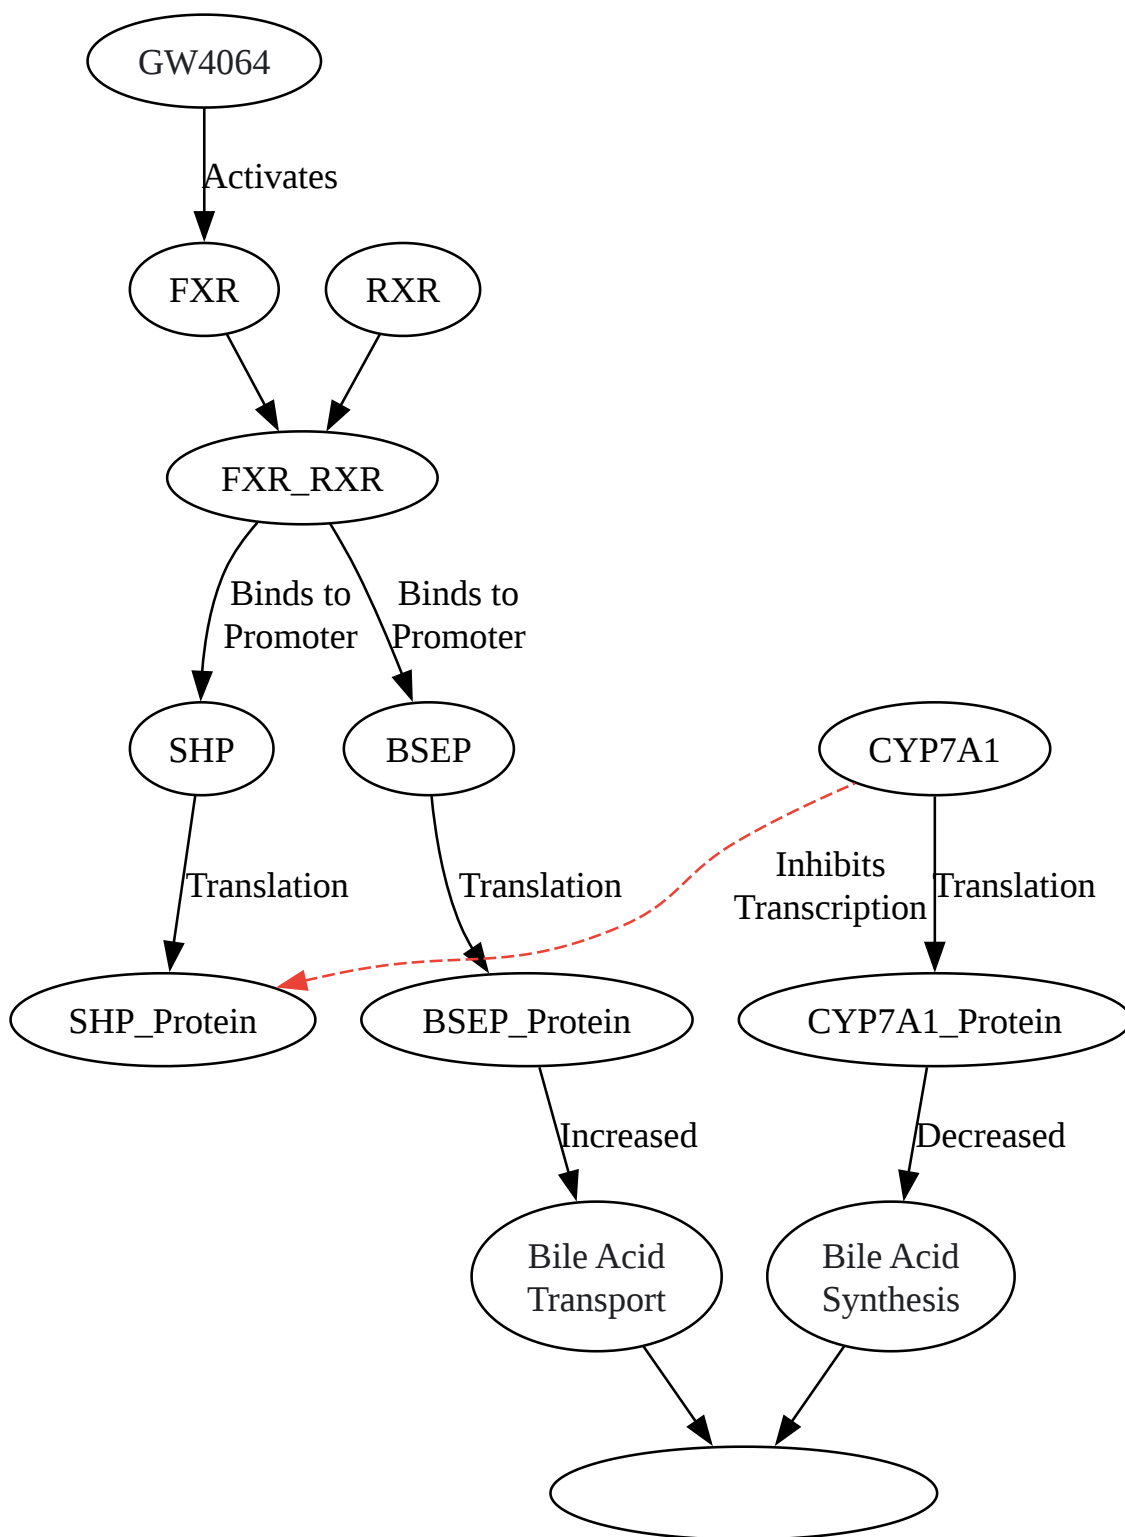 GW4064
Activates
FXR
RXR
FXR_RXR
Binds to
Promoter
Binds to
Promoter
SHP
BSEP
CYP7A1
Translation
Translation
Inhibits
Transcription
Translation
SHP_Protein
BSEP_Protein
CYP7A1_Protein
Increased
Decreased
Bile Acid
Transport
Bile Acid
Synthesis